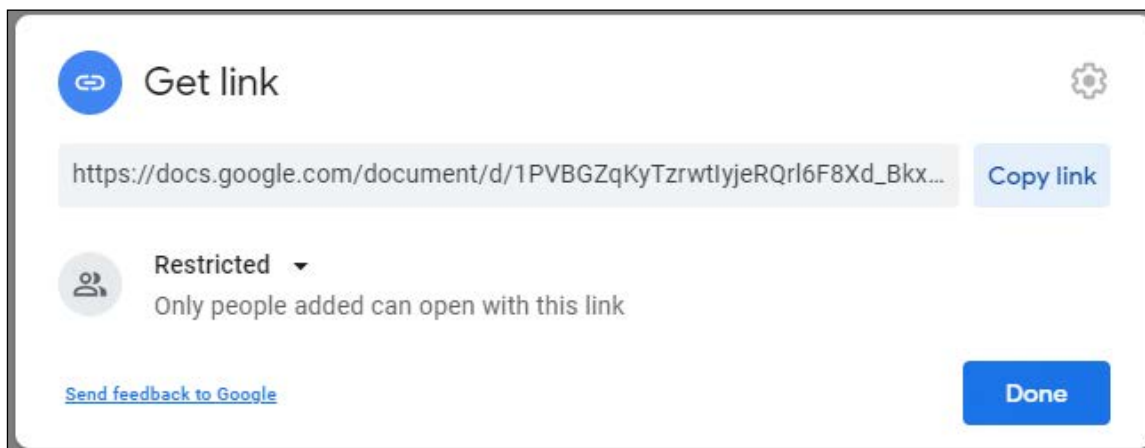 Get link
https://docs.google.com/document/d/1PVBGZqKyTzrwtIyjeRQrl6F8Xd_Bkx...
Copy link
Restricted
Only people added can open with this link
Send feedback to Google
Done